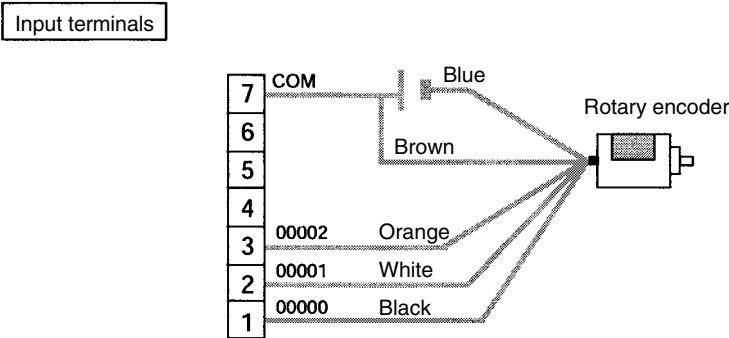 Input terminals
COM
Blue
7
Rotary encoder
6
Brown
5
4
00002 Orange
3
00001 White
2
00000 Black
1